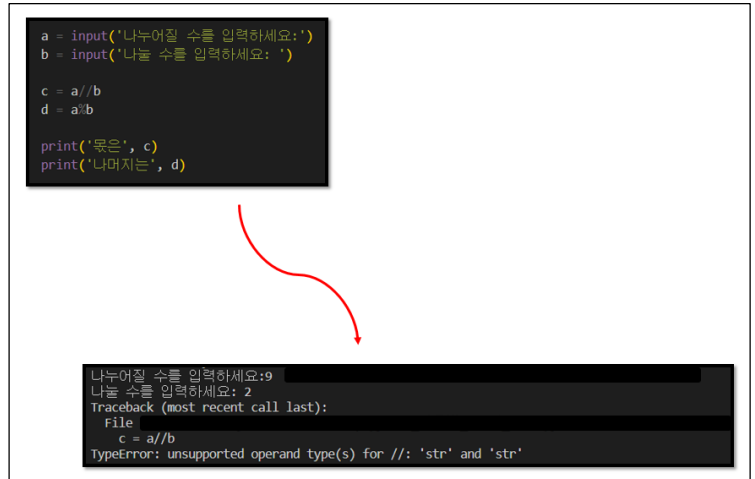 a = input('나누어질 수를 입력하세요:')
b = input('나눌 수를 입력하세요: ')
c = a//b
d = a%b
print('몫은', c)
print('나머지는', d)
나누어질 수를 입력하세요:9
나눌 수를 입력하세요: 2
Traceback (most recent call last):
File
c = a//b
TypeError: unsupported operand type(s) for //: 'str' and 'str'